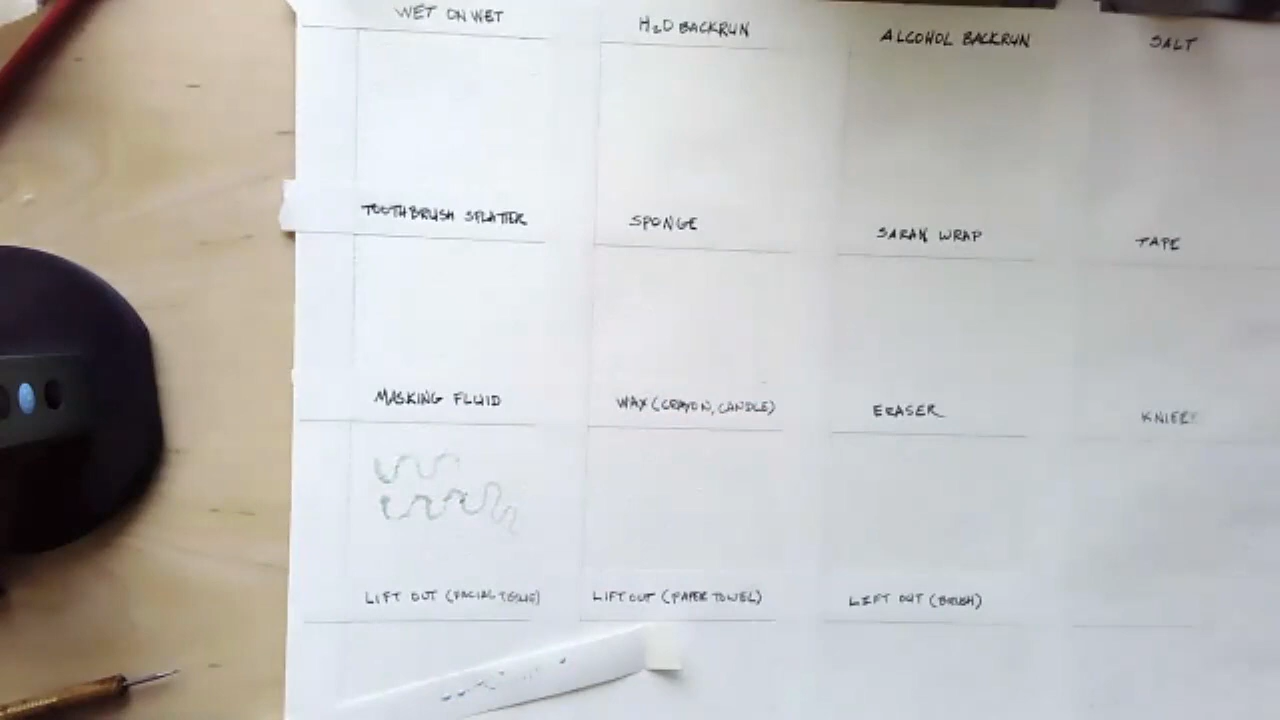 WET ON WET
H2O BACKRUN
ALCOHOL BACKRUN
SALT
TOOTHBRUSH SPLATTER
SPONGE
SARAN WRAP
TAPE
MASKING FLUID
WAX (CRAYON, CANDLE)
ERASER
LIFT OUT (FACIAL TISSUE)
LIFT OUT (PAPER TOWEL)
LIFT OUT (BRUSH)